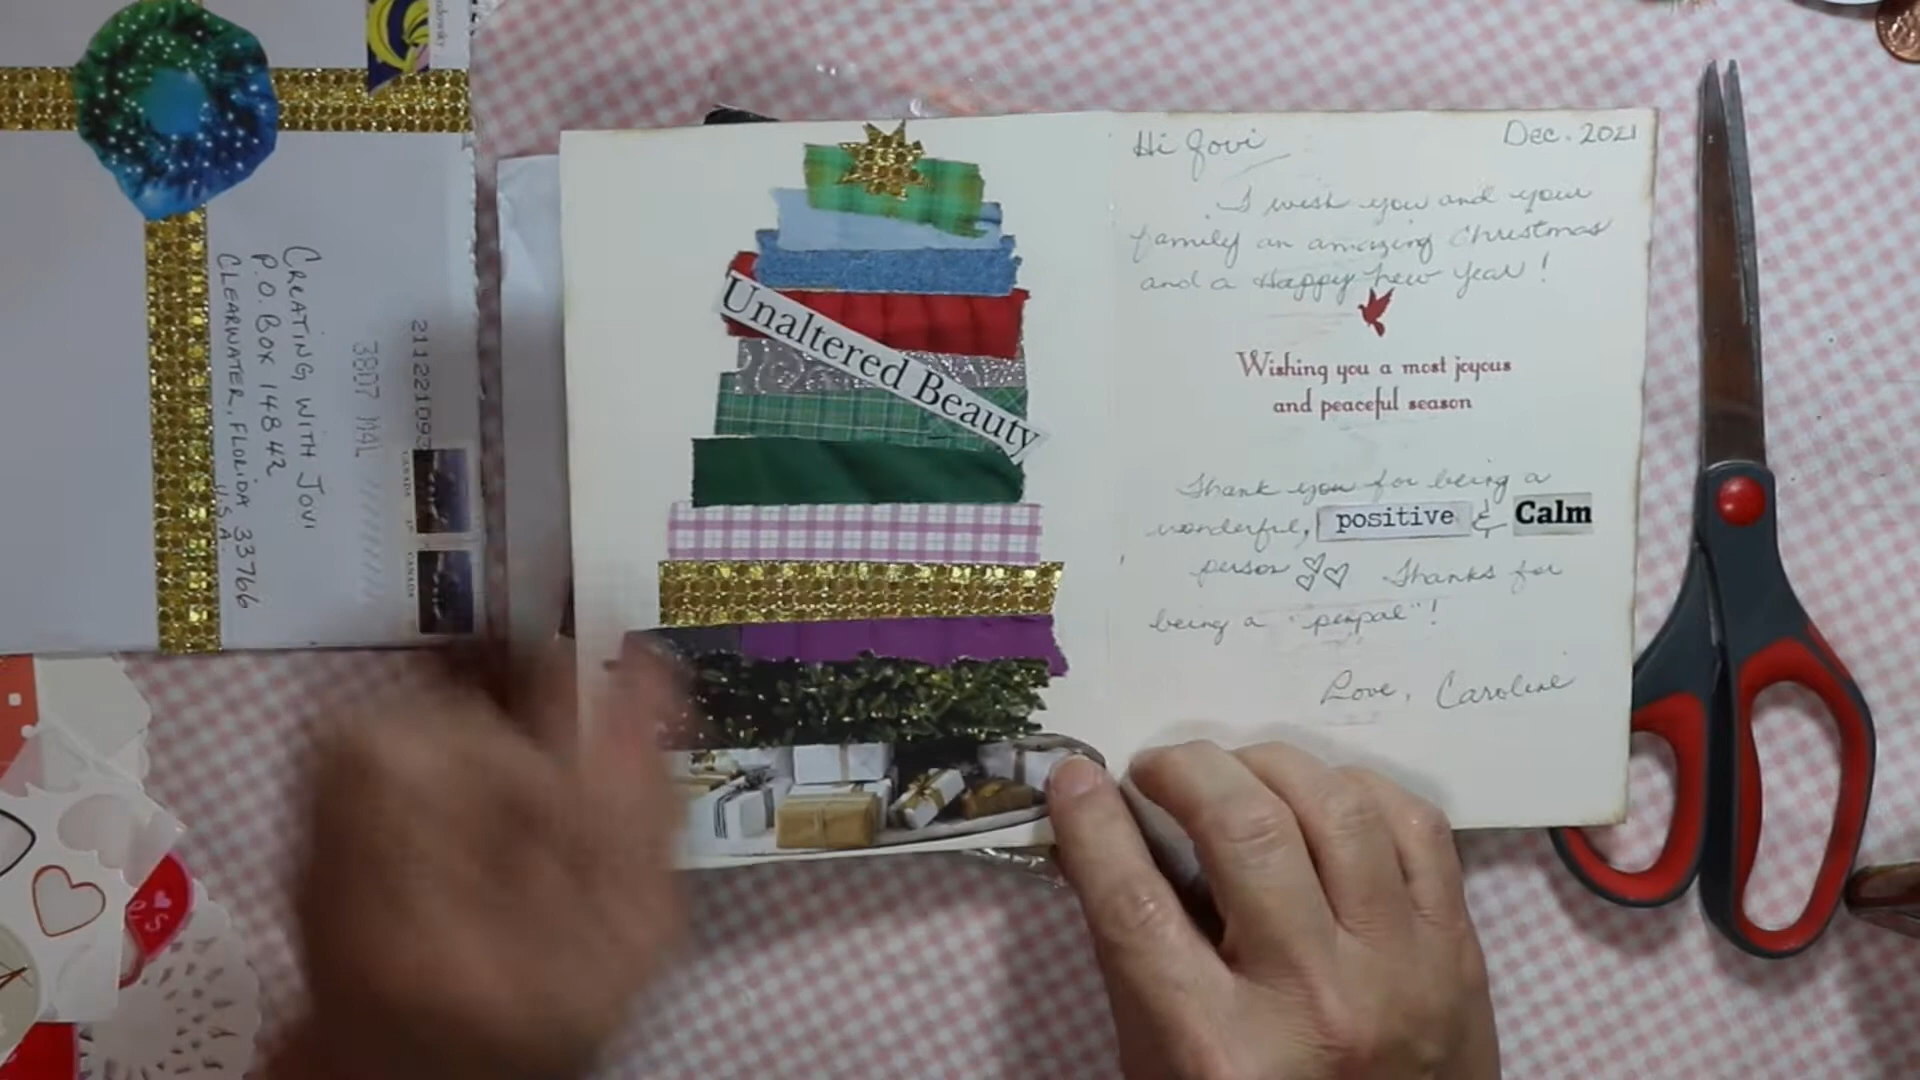 CREATING WITH JOVI
P.O. BOX 14842
CLEARWATER, FLORIDA 33766
U.S.A.
CANADA
CANADA
Unaltered Beauty
Dec. 2021
Hi Jovi
I wish you and your
family an amazing Christmas
and a Happy New Year!
Wishing you a most joyous
and peaceful season
Thank you for being a
wonderful, positive & Calm
person Thanks for
being a "penpal"!
Love, Caroline